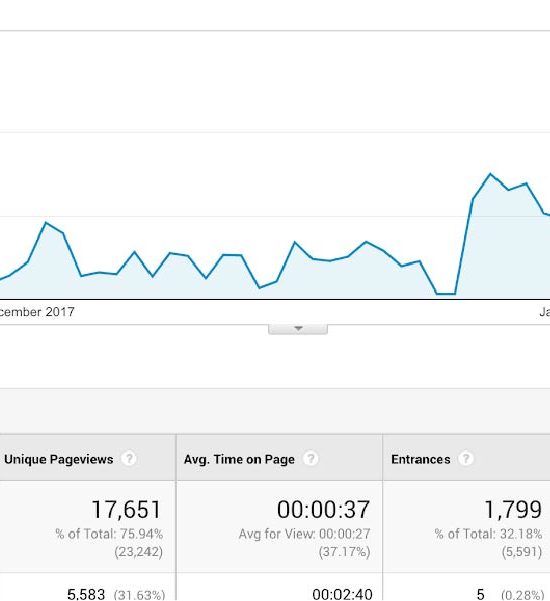 cember 2017
Ja
Unique Pageviews ?
Avg. Time on Page ?
Entrances ?
17,651
% of Total: 75.94%
(23,242)
00:00:37
Avg for View: 00:00:27
(37.17%)
1,799
% of Total: 32.18%
(5,591)
5,583 (31.63%)
00:02:40
5 (0.28%)